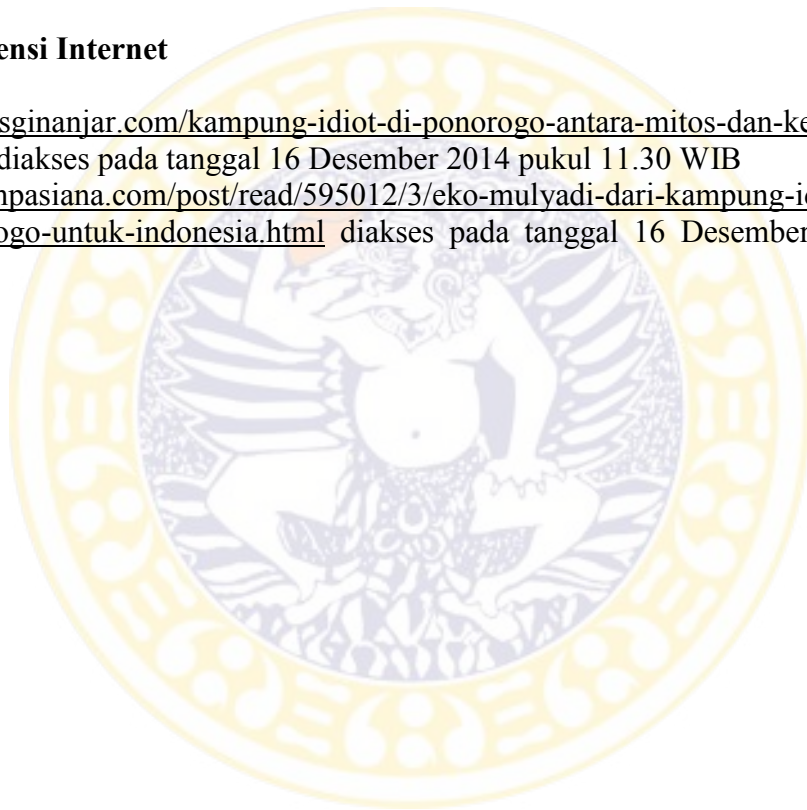 ensi Internet
sginanjar.com/kampung-idiot-di-ponorogo-antara-mitos-dan-ke
diakses pada tanggal 16 Desember 2014 pukul 11.30 WIB
npasiana.com/post/read/595012/3/eko-mulyadi-dari-kampung-i
ogo-untuk-indonesia.html diakses pada tanggal 16 Desember